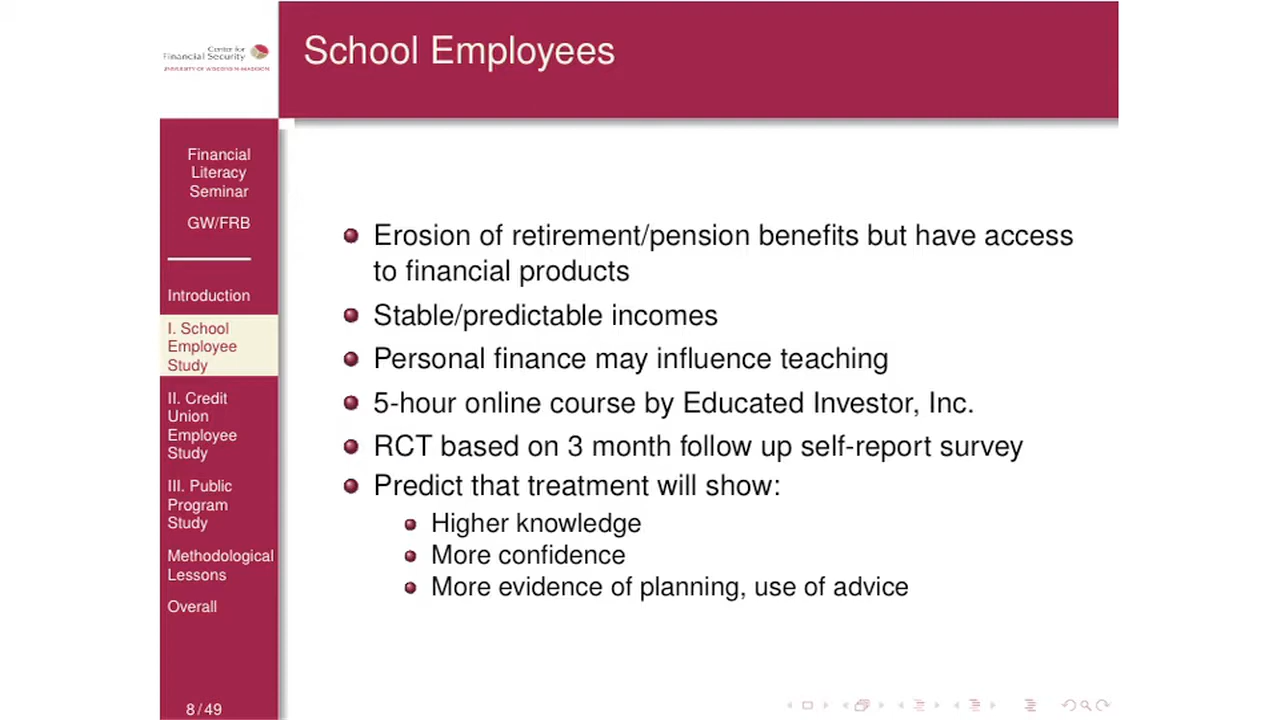 Center for
Financial Security
UNIVERSITY OF WISCONSIN-MADISON
School Employees
Financial
Literacy
Seminar
GW/FRB
Introduction
I. School
Employee
Study
II. Credit
Union
Employee
Study
III. Public
Program
Study
Methodological
Lessons
Overall
8 / 49
Erosion of retirement/pension benefits but have access
to financial products
Stable/predictable incomes
Personal finance may influence teaching
5-hour online course by Educated Investor, Inc.
RCT based on 3 month follow up self-report survey
Predict that treatment will show:
Higher knowledge
More confidence
More evidence of planning, use of advice